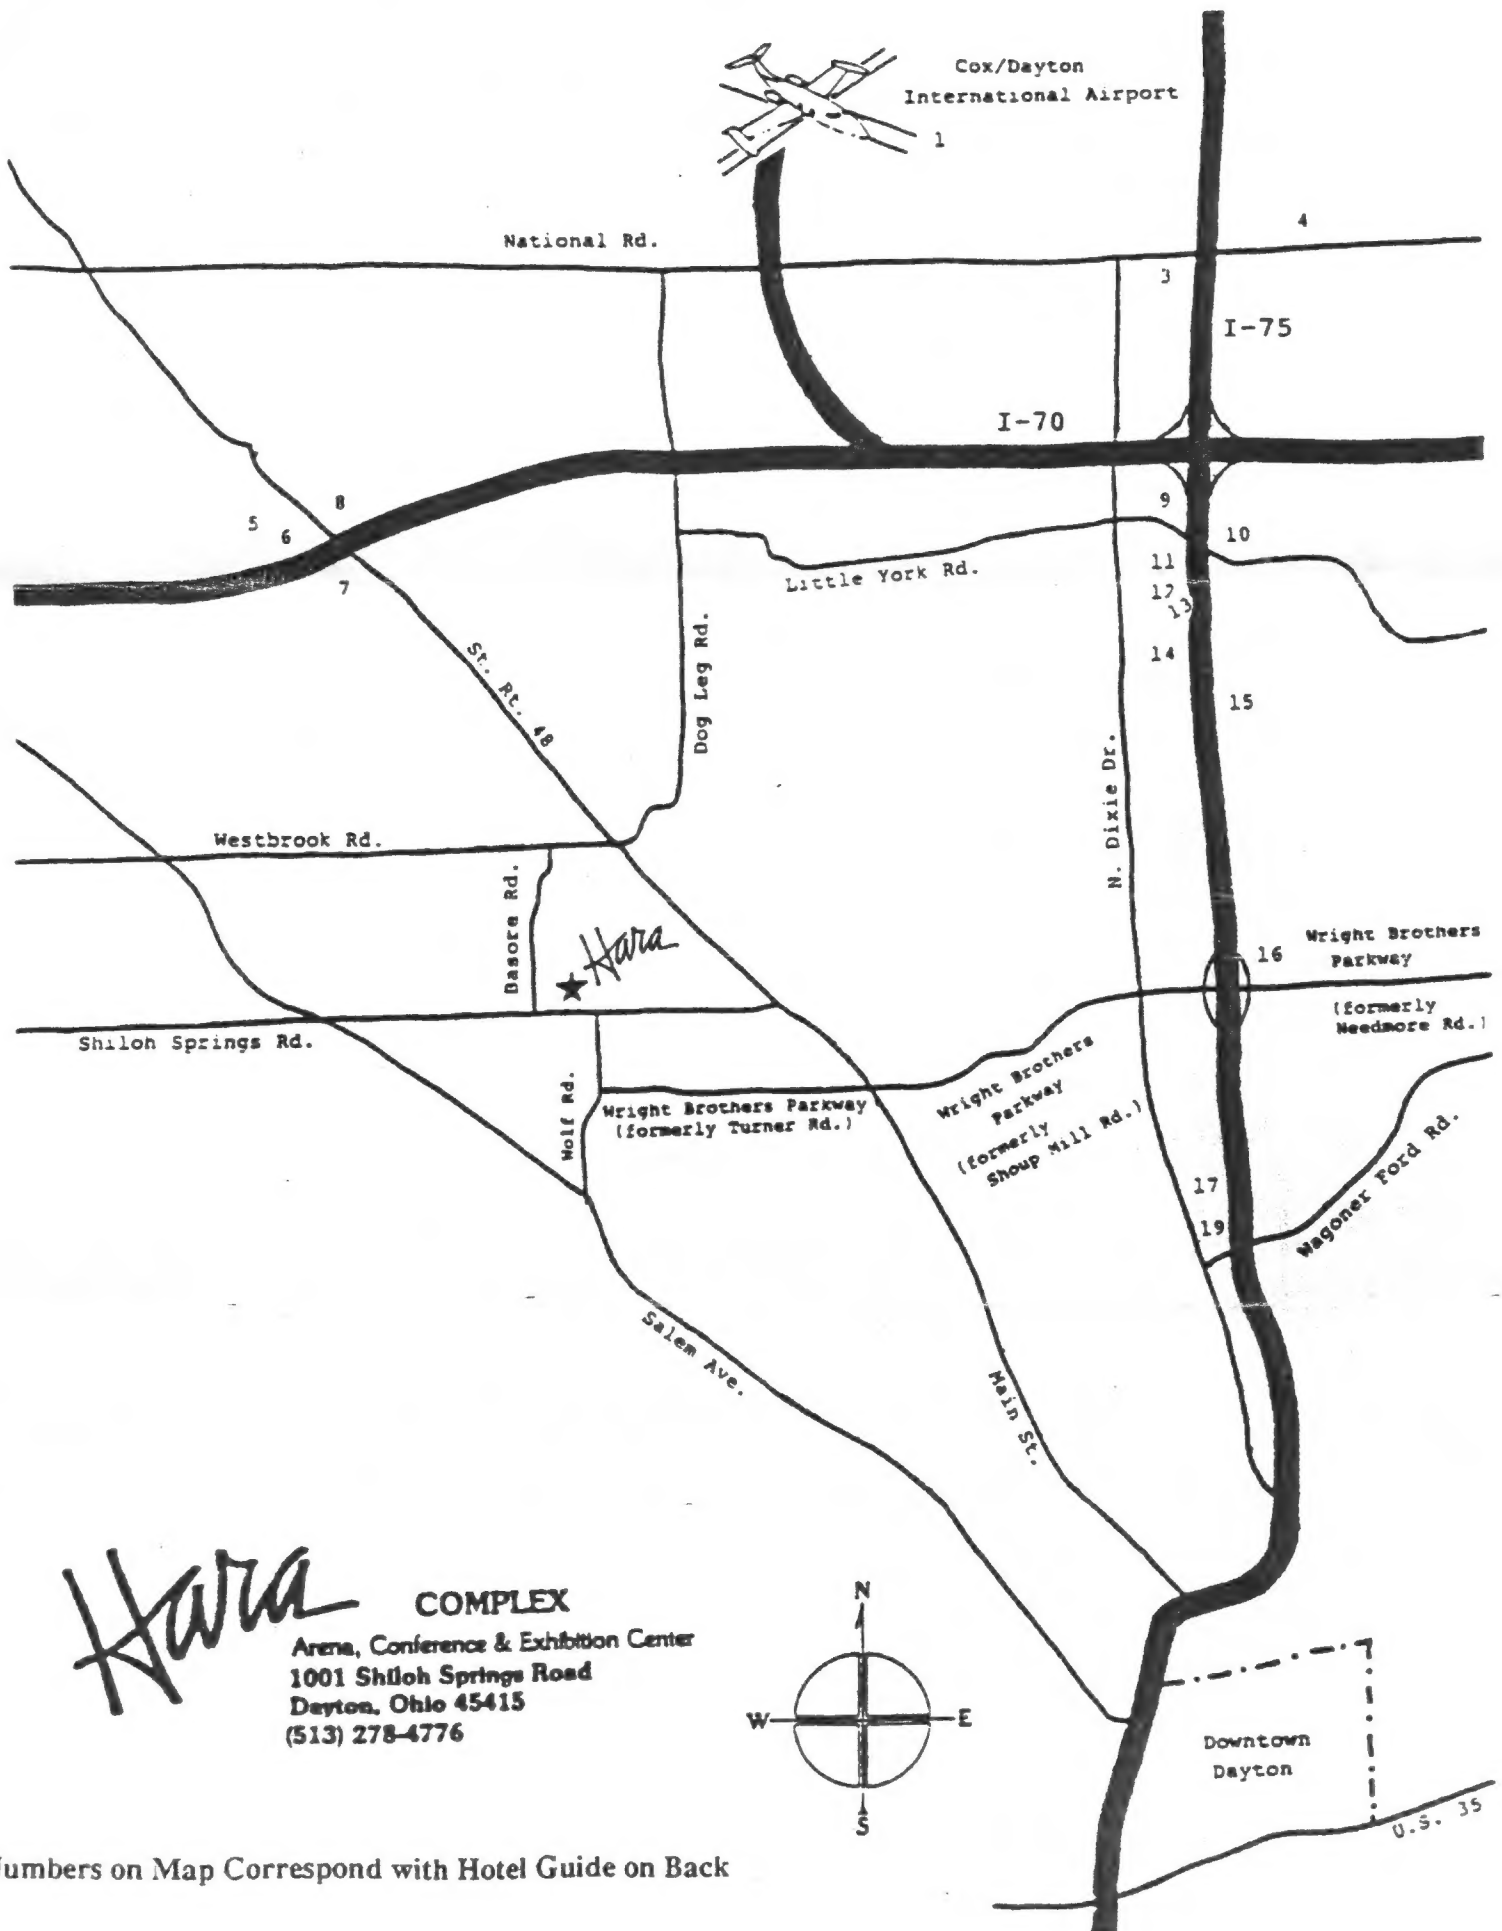 Cox/Dayton
International Airport
1
4
National Rd.
3
I-75
I-70
8
5
6
7
9
10
11
12
13
14
15
Little York Rd.
St. Rt. 48
Dog Leg Rd.
N. Dixie Dr.
Westbrook Rd.
Basore Rd.
Hara
16
Wright Brothers
Parkway
(formerly
Needmore Rd.)
Shiloh Springs Rd.
Wolf Rd.
Wright Brothers Parkway
(formerly Turner Rd.)
Wright Brothers
Parkway
(formerly
Shoup Mill Rd.)
17
19
Wagoner Ford Rd.
Salem Ave.
Main St.
Hara
COMPLEX
Arena, Conference & Exhibition Center
1001 Shiloh Springs Road
Dayton, Ohio 45415
(513) 278-4776
N
W
E
S
Downtown
Dayton
U.S. 35
umbers on Map Correspond with Hotel Guide on Back